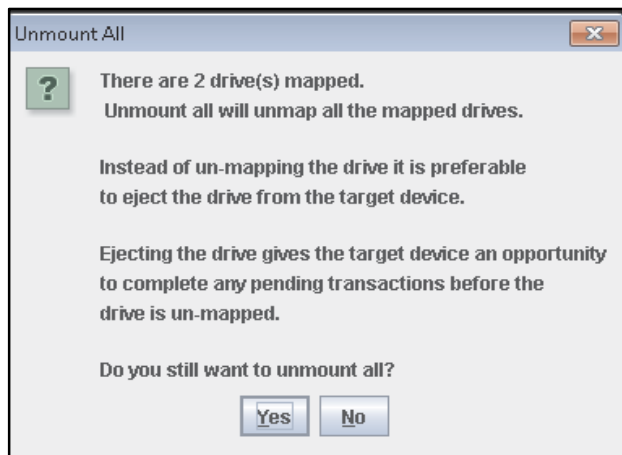 Unmount All
There are 2 drive(s) mapped.
Unmount all will unmap all the mapped drives.
Instead of un-mapping the drive it is preferable
to eject the drive from the target device.
Ejecting the drive gives the target device an opportunity
to complete any pending transactions before the
drive is un-mapped.
Do you still want to unmount all?
Yes No